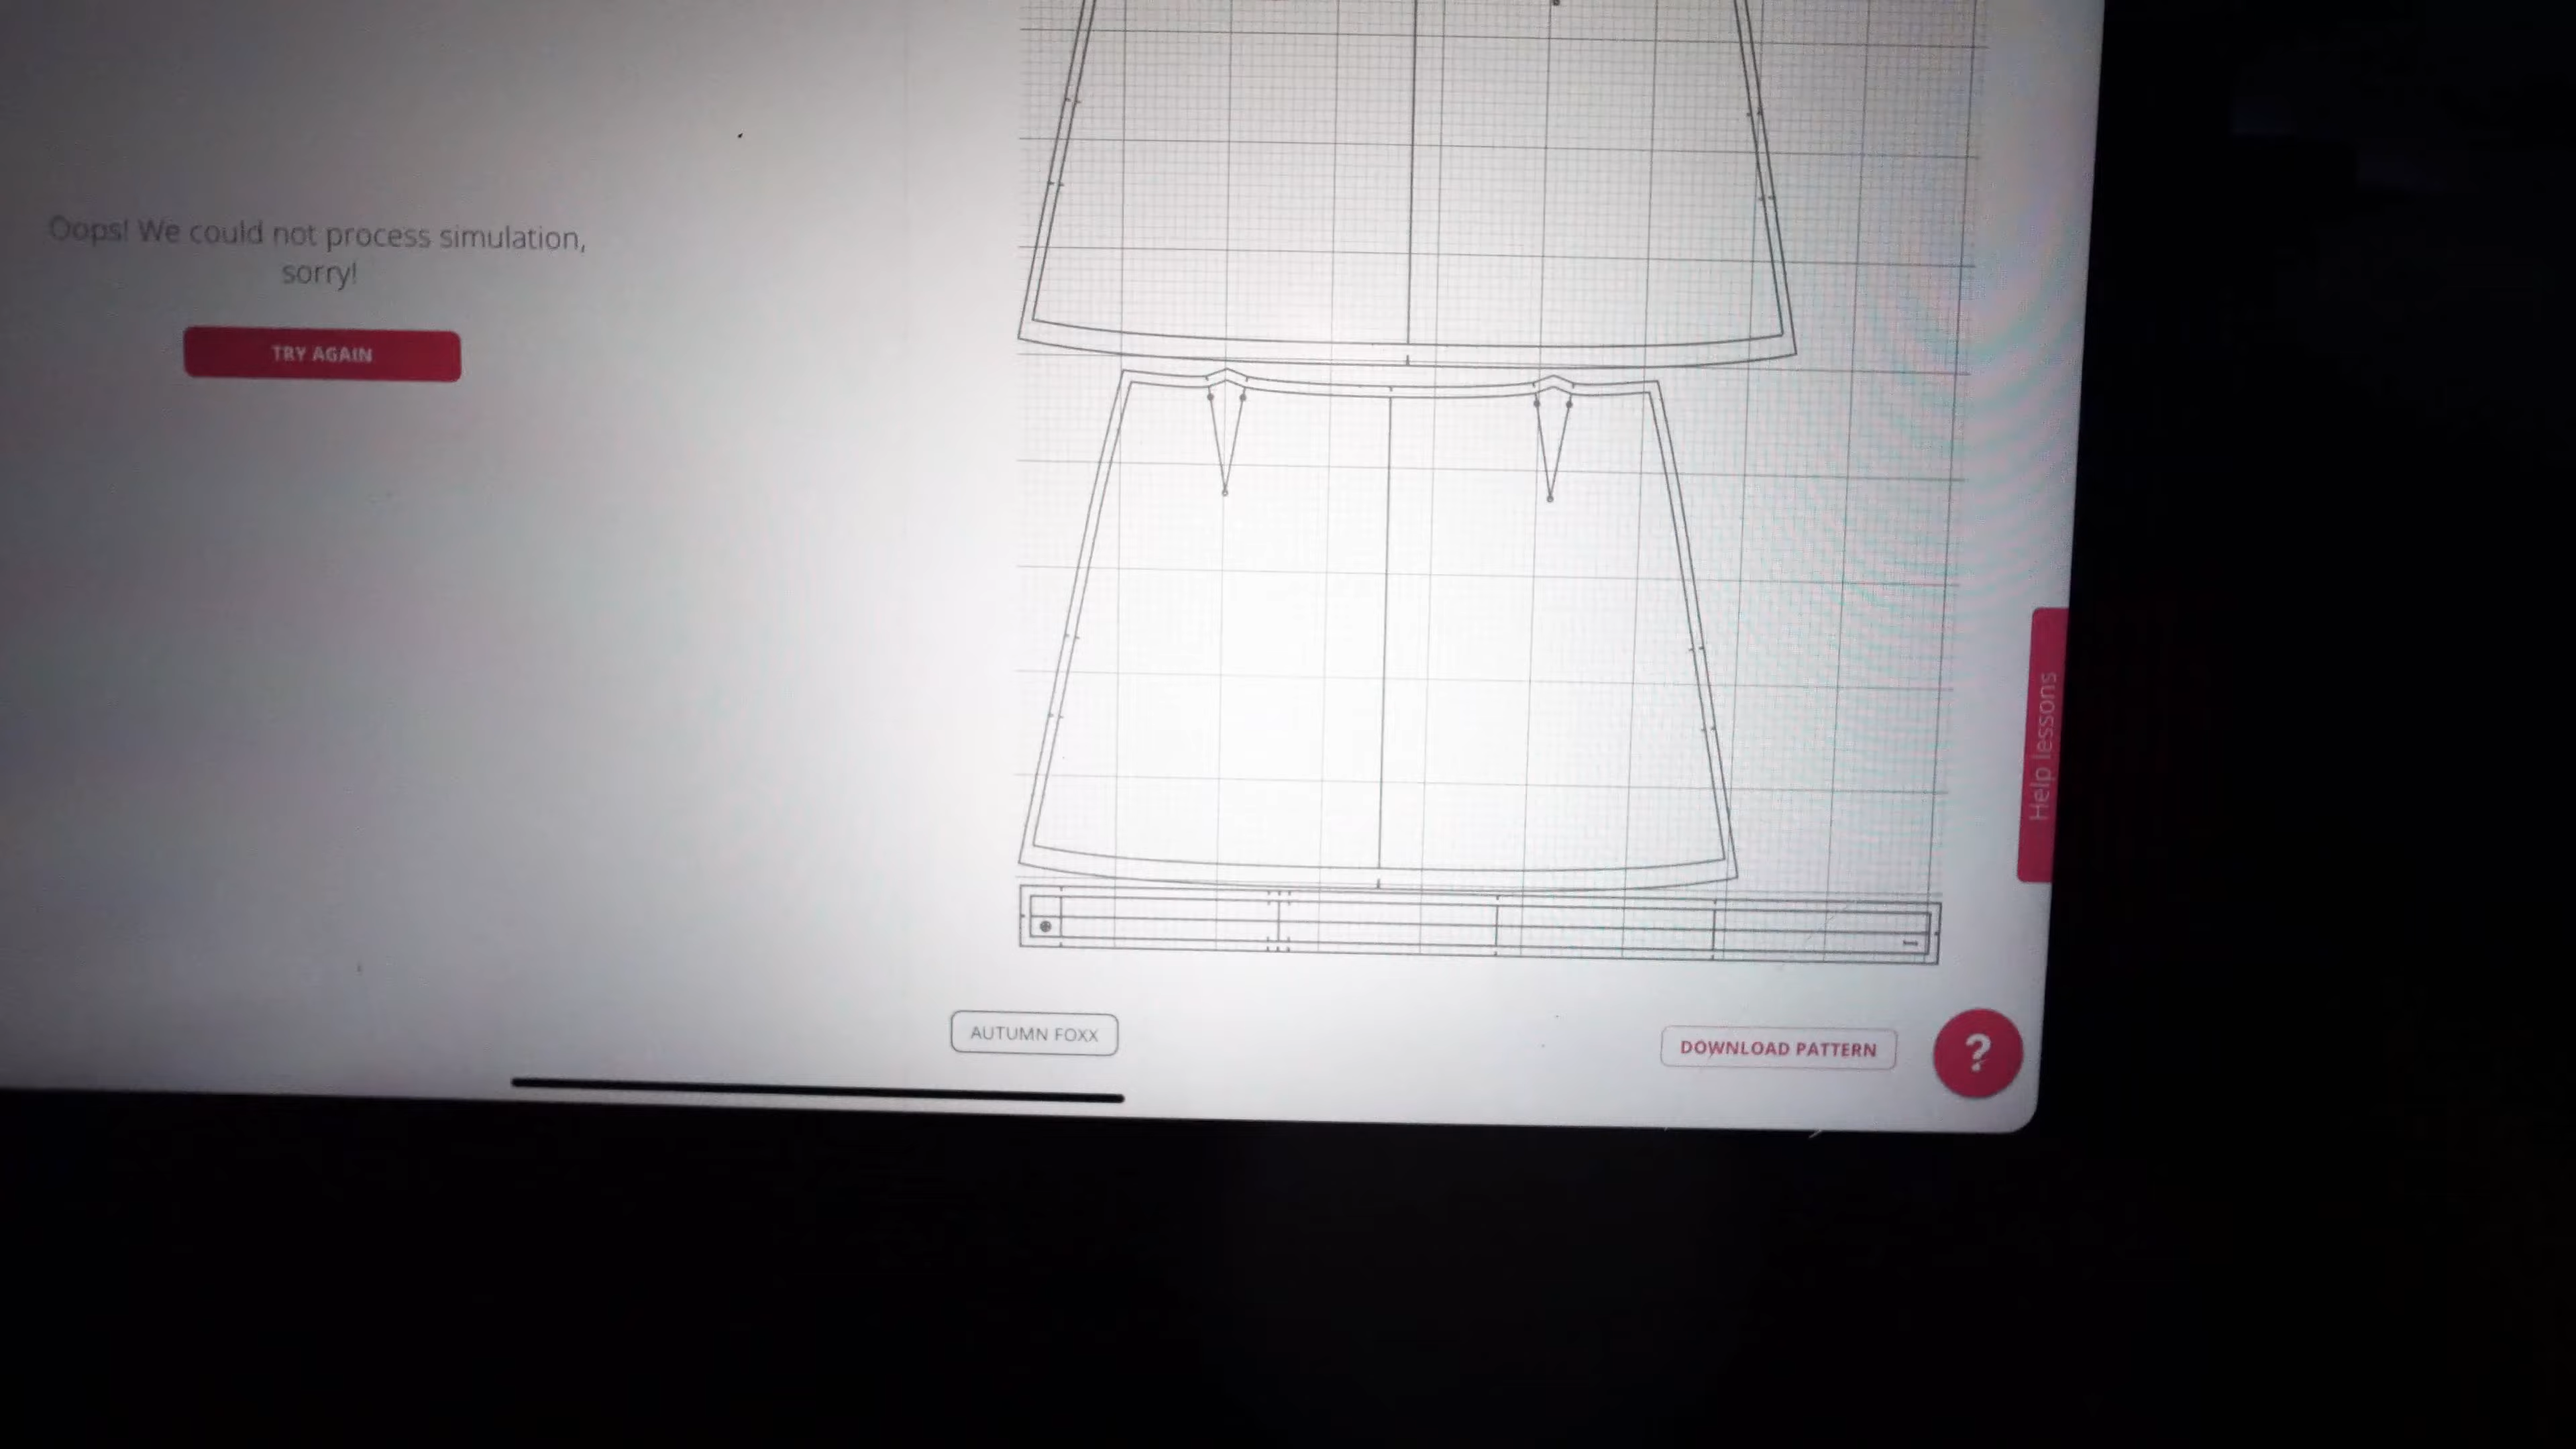 Oops! We could not process simulation,
sorry!
TRY AGAIN
Help lessons
AUTUMN FOXX
DOWNLOAD PATTERN
?